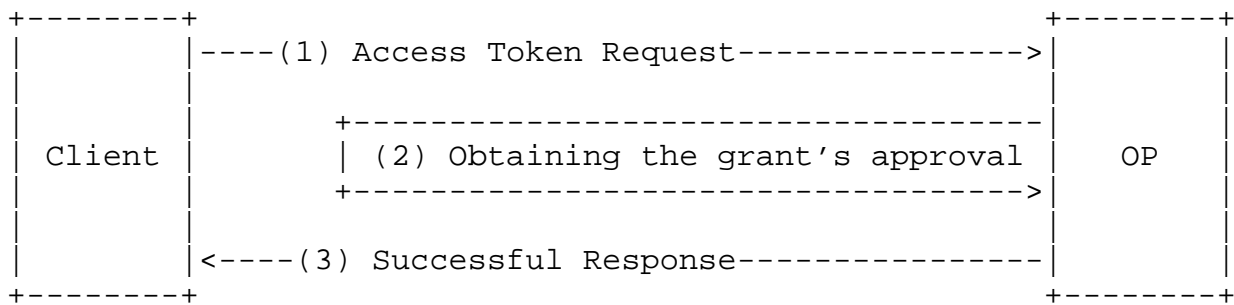 (1) Access Token Request
Client (2) Obtaining the grant's approval OP
(3) Successful Response